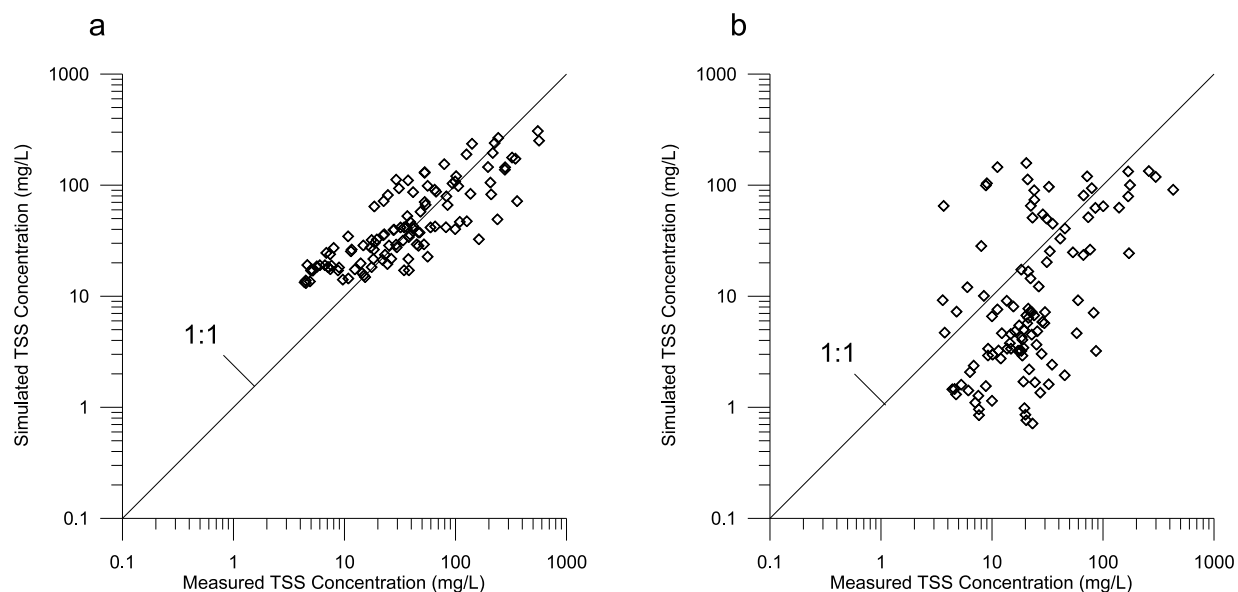 a
1000
100
10
1
0.1
Simulated TSS Concentration (mg/L)
1:1
0.1 1 10 100 1000
Measured TSS Concentration (mg/L)
b
1000
100
10
1
0.1
Simulated TSS Concentration (mg/L)
1:1
0.1 1 10 100 1000
Measured TSS Concentration (mg/L)